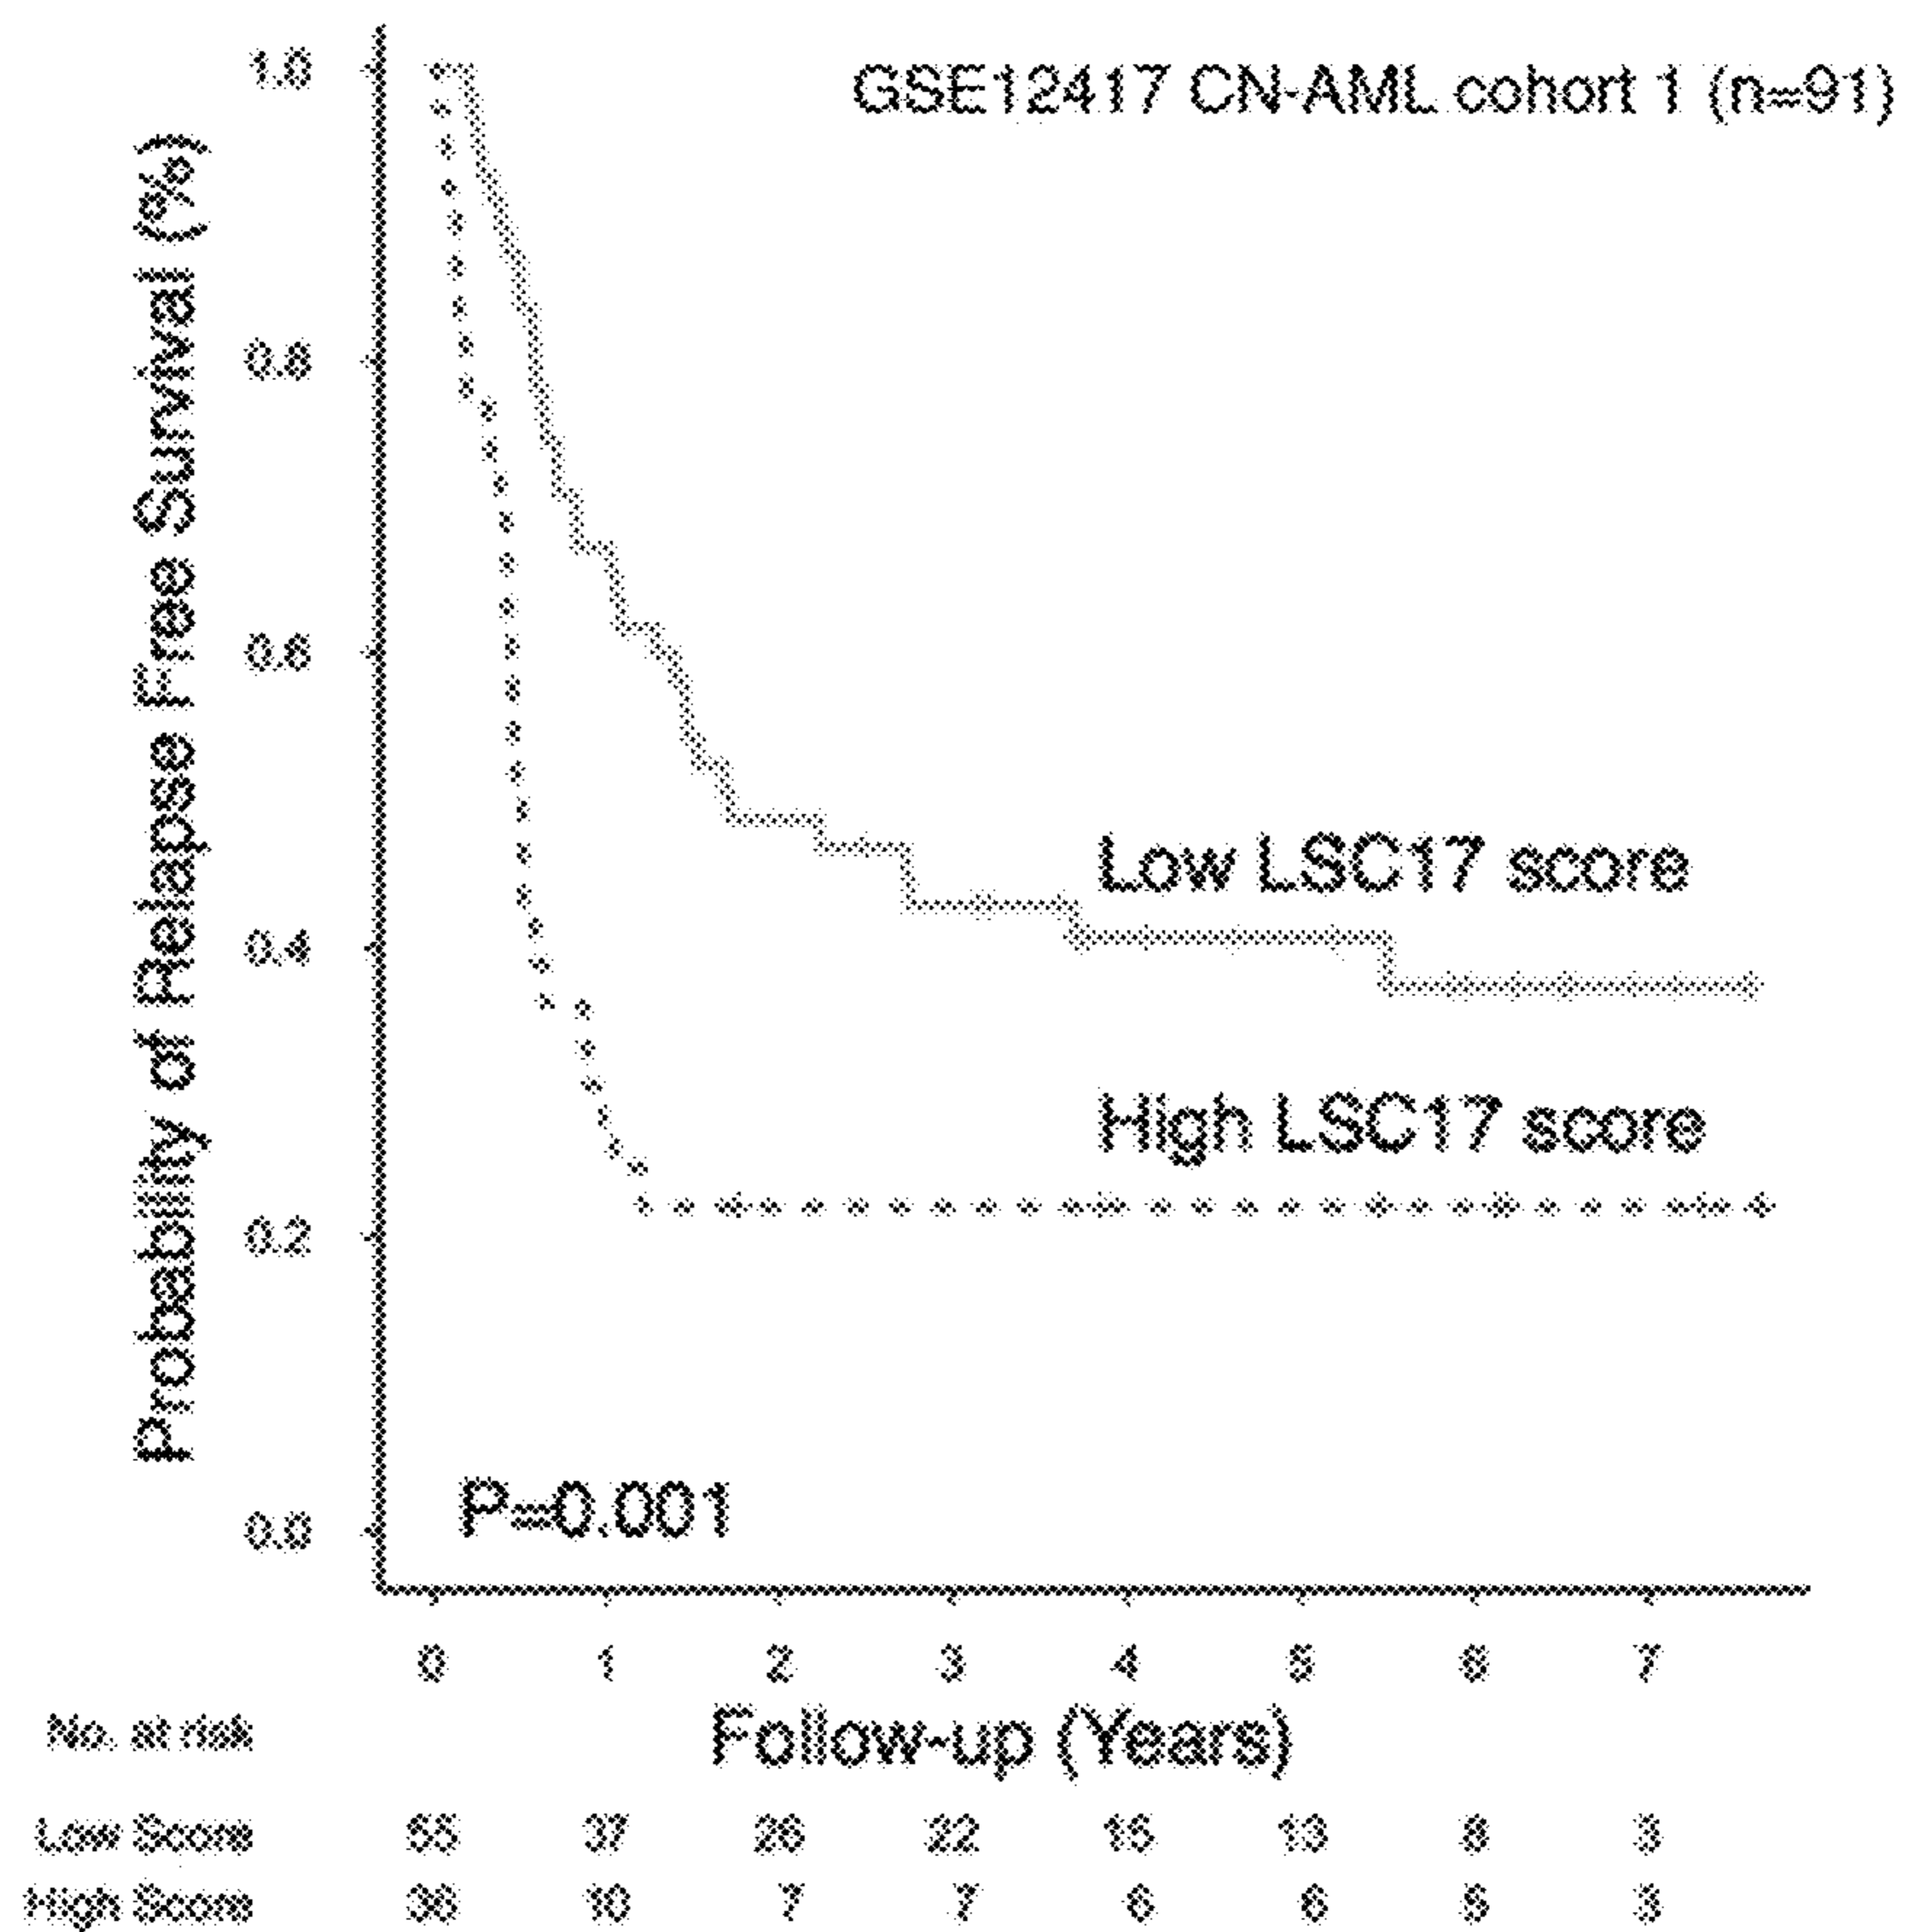 GSE12417 CN-AML cohort 1 (n=91)
Probability of Relapse Free Survival (%)
1.0
0.8
0.6
0.4
0.2
0.0
Low LSC17 score
High LSC17 score
P=0.001
0 1 2 3 4 5 6 7
Follow-up (Years)
No. at risk
Low Score 55 37 26 22 15 13 8 3
High Score 36 10 7 7 6 6 5 3